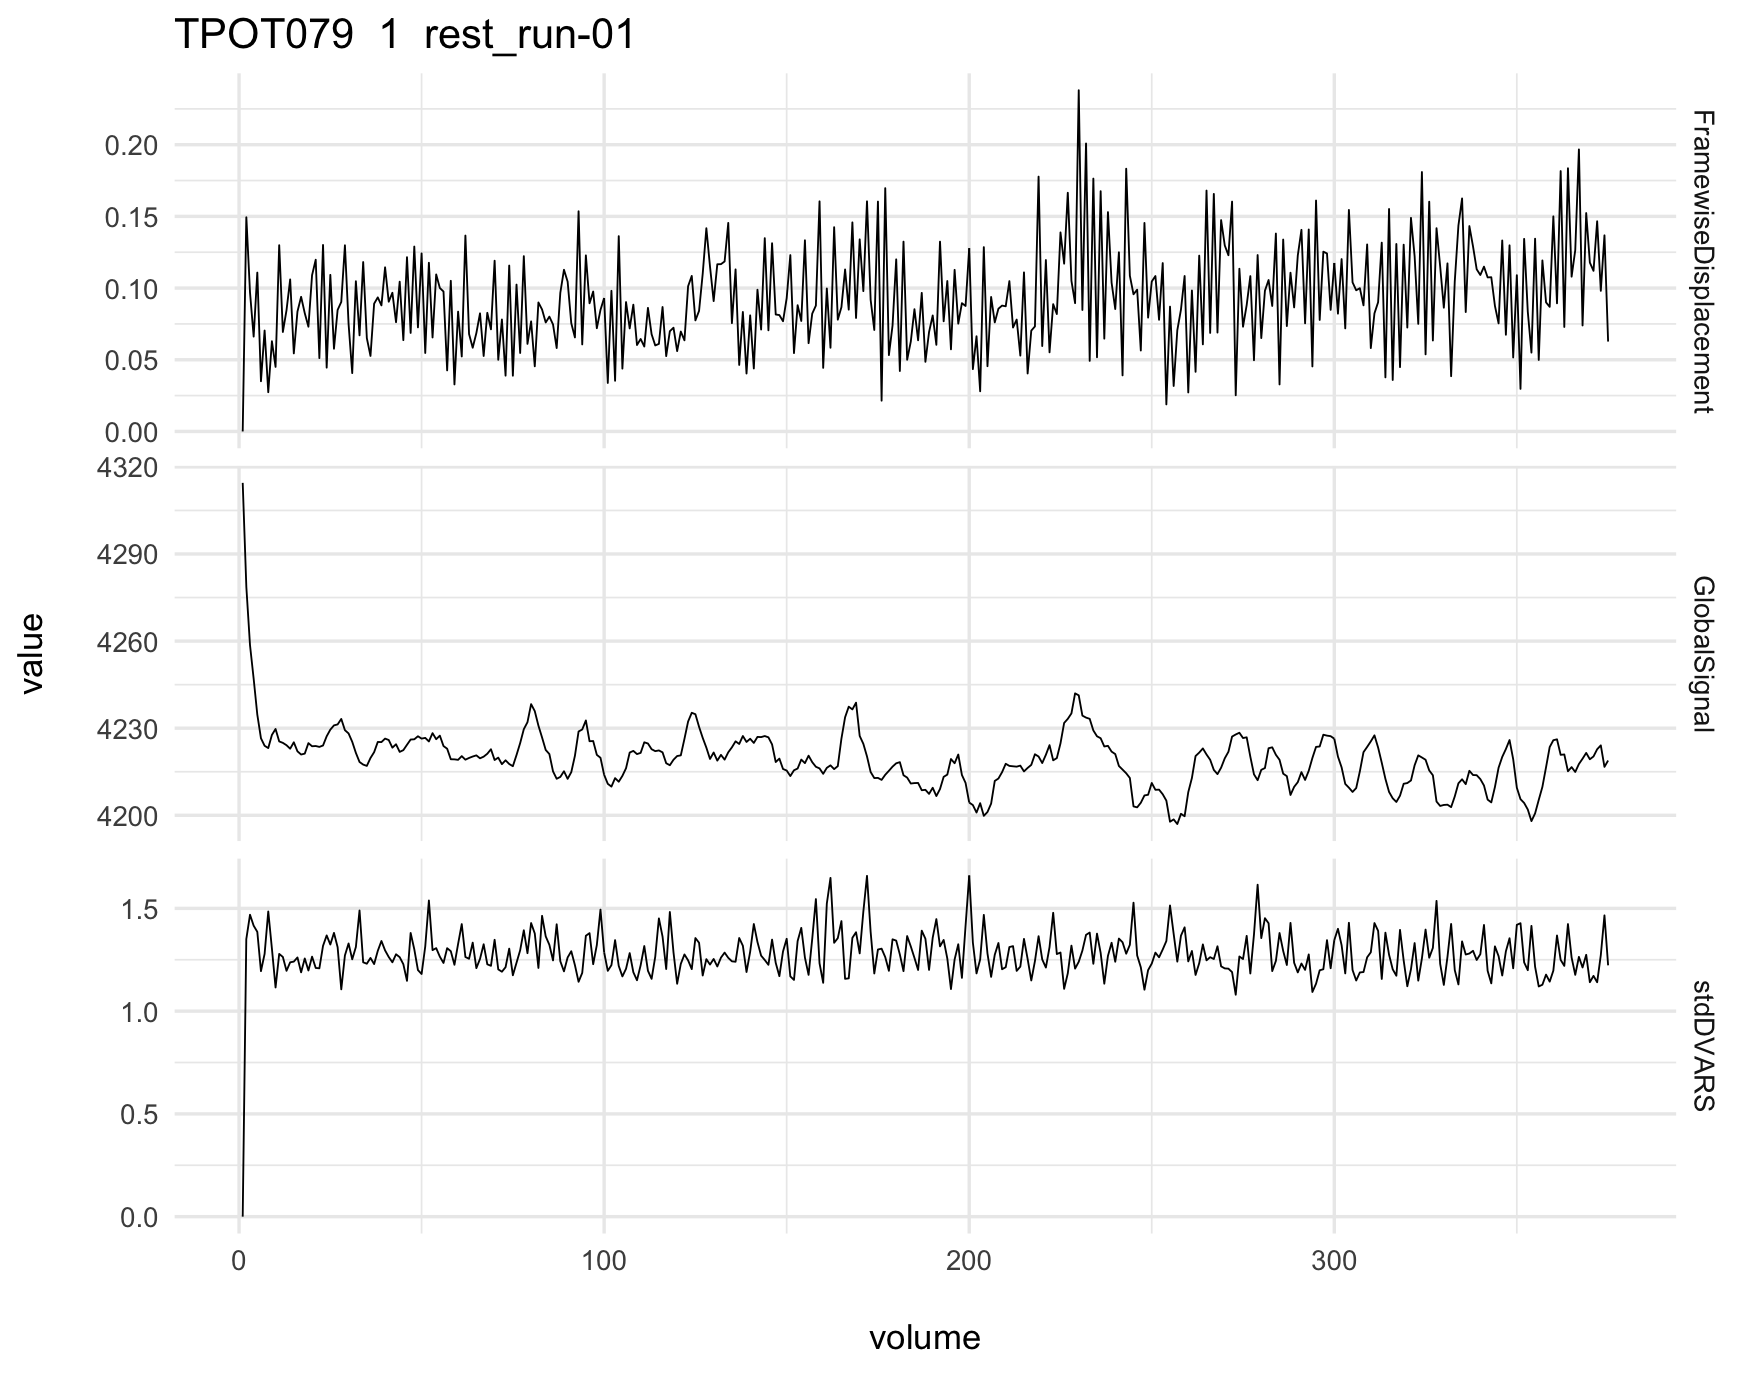 TPOT079 1 rest_run-01
0.20
0.15
0.10
0.05
0.00
FramewiseDisplacement
4320
4290
4260
4230
4200
GlobalSignal
value
1.5
1.0
0.5
0.0
stdDVARS
0 100 200 300
volume